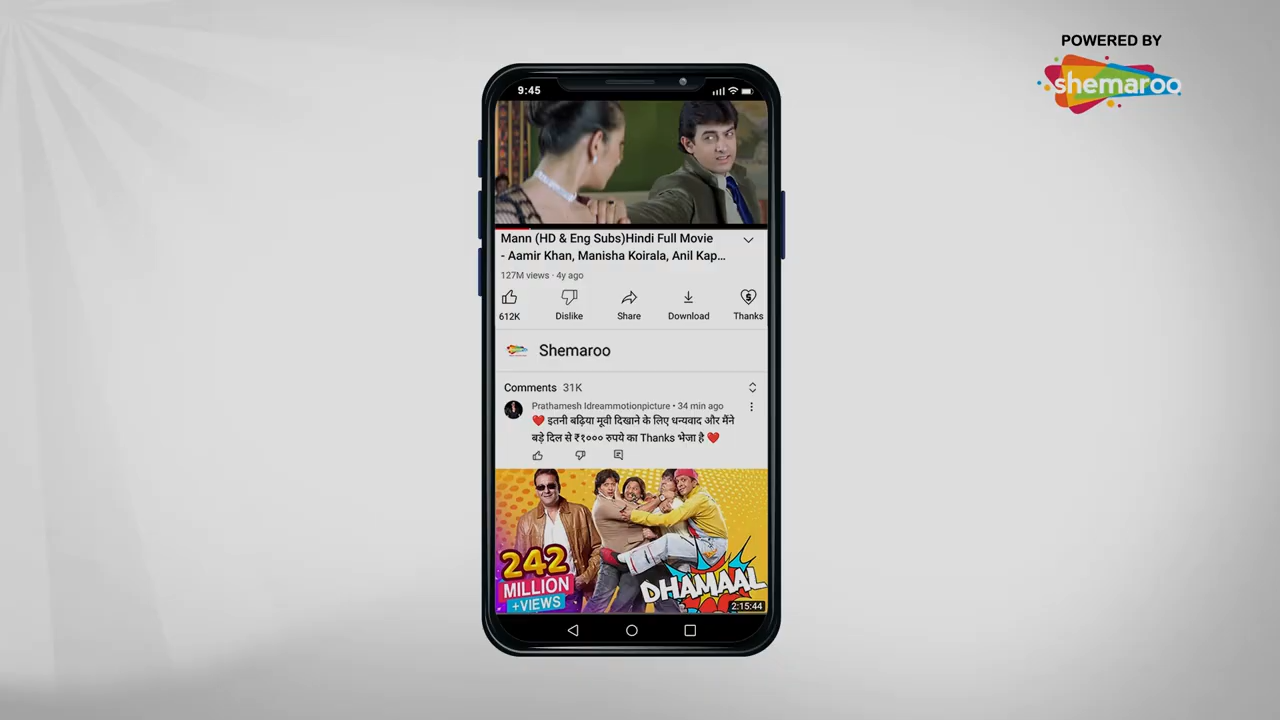 POWERED BY
shemaroo
9:45
Mann (HD & Eng Subs)Hindi Full Movie
- Aamir Khan, Manisha Koirala, Anil Kap...
127M views · 4y ago
612K Dislike Share Download Thanks
Shemaroo
Comments 31K
Prathamesh Idreammotionpicture • 34 min ago
❤️ इतनी बढ़िया मूवी दिखाने के लिए धन्यवाद और मैंने
बड़े दिल से ₹१००० रुपये का Thanks भेजा है ❤️
242
MILLION
+VIEWS
DHAMAAL
2:15:44